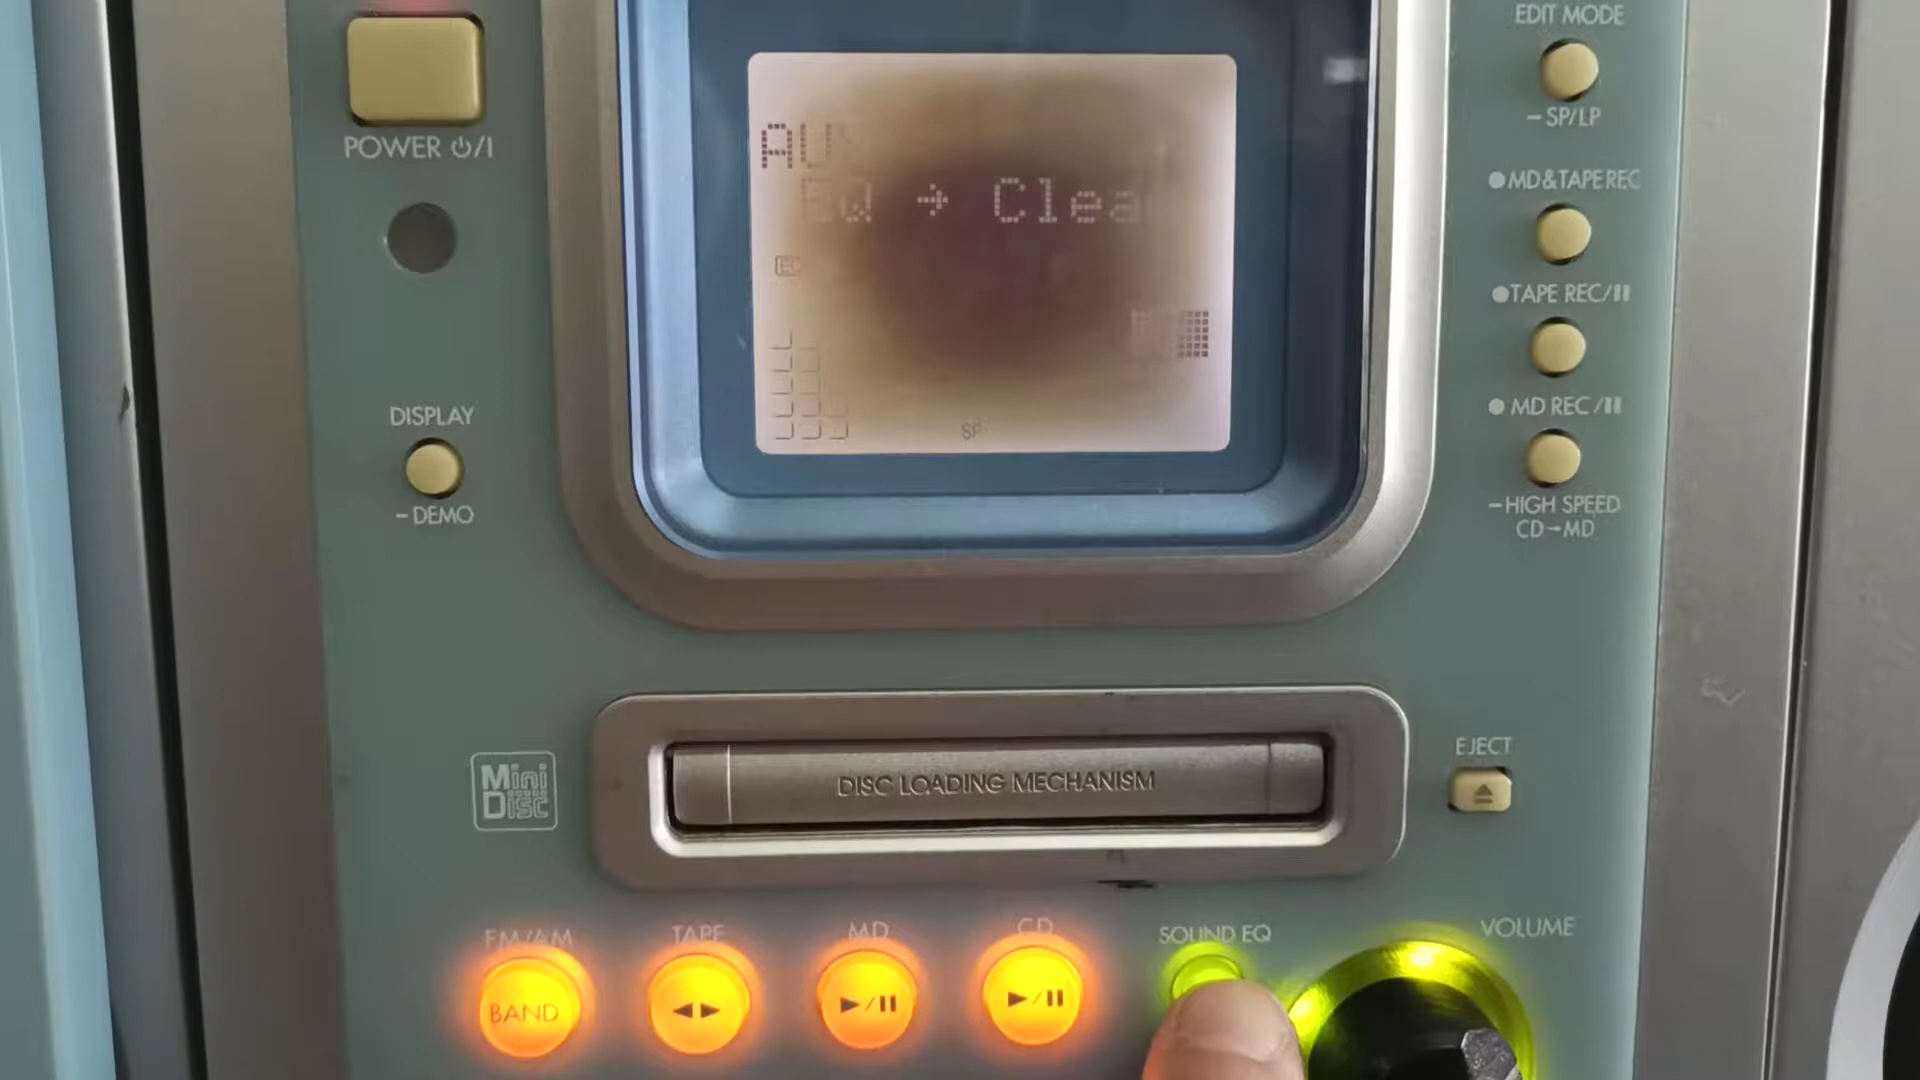 EDIT MODE
–SP/LP
POWER ⏻/I
AUX
EQ → Clea
●MD&TAPE REC
●TAPE REC/II
●MD REC/II
–HIGH SPEED
CD→MD
DISPLAY
–DEMO
SP
Mini
Disc
DISC LOADING MECHANISM
EJECT
FM/AM
TAPE
MD
CD
SOUND EQ
VOLUME
BAND